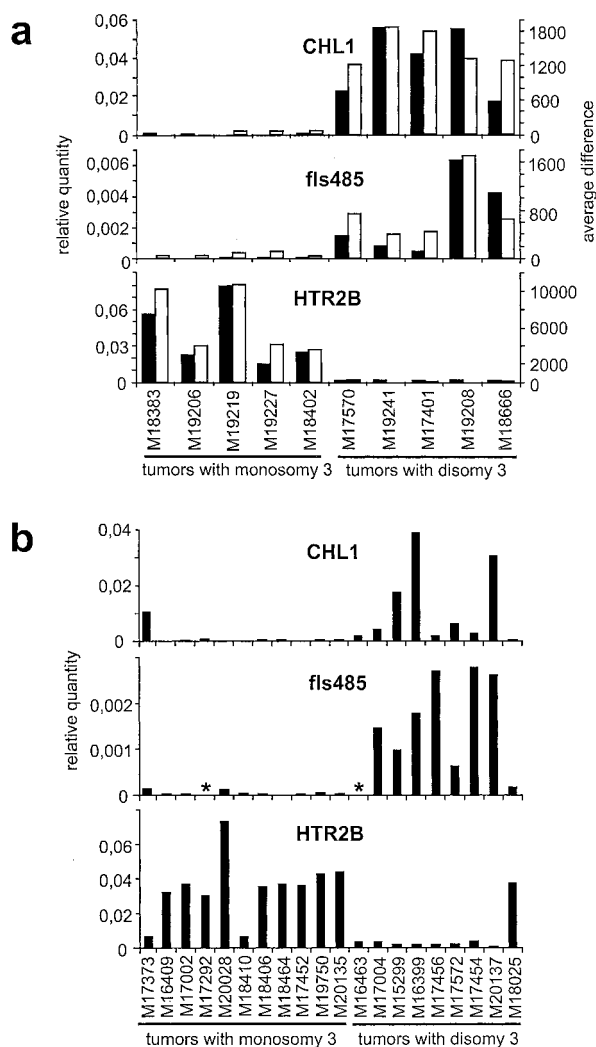 a
CHL1
0,06
0,04
0,02
0
1800
1200
600
0
fls485
0,006
0,004
0,002
0
1600
800
0
HTR2B
0,06
0,03
0
10000
6000
2000
0
relative quantity
average difference
M18383 M19206 M19219 M19227 M18402 M17570 M19241 M17401 M19208 M18666
tumors with monosomy 3 tumors with disomy 3
b
CHL1
0,04
0,02
0
fls485
0,002
0,001
0
* *
HTR2B
0,06
0,04
0,02
0
relative quantity
M17373 M16409 M17002 M17292 M20028 M18410 M18406 M18464 M17452 M19750 M20135 M16463 M17004 M15299 M16399 M17456 M17572 M17454 M20137 M18025
tumors with monosomy 3 tumors with disomy 3